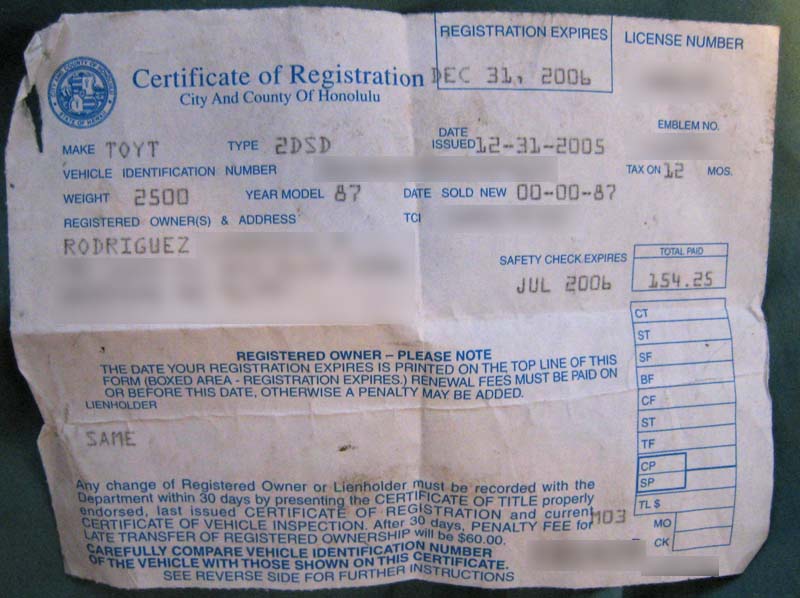 REGISTRATION EXPIRES LICENSE NUMBER
CITY AND COUNTY OF HONOLULU
STATE OF HAWAII
Certificate of Registration DEC 31, 2006
City And County Of Honolulu
MAKE TOYT TYPE 2DSD DATE ISSUED 12-31-2005 EMBLEM NO.
VEHICLE IDENTIFICATION NUMBER TAX ON 12 MOS.
WEIGHT 2500 YEAR MODEL 87 DATE SOLD NEW 00-00-87
REGISTERED OWNER(S) & ADDRESS TCI
RODRIGUEZ
SAFETY CHECK EXPIRES TOTAL PAID
JUL 2006 154.25
CT
ST
SF
BF
CF
ST
TF
CP
SP
TL $
MO
CK
REGISTERED OWNER – PLEASE NOTE
THE DATE YOUR REGISTRATION EXPIRES IS PRINTED ON THE TOP LINE OF THIS
FORM (BOXED AREA - REGISTRATION EXPIRES.) RENEWAL FEES MUST BE PAID ON
OR BEFORE THIS DATE, OTHERWISE A PENALTY MAY BE ADDED.
LIENHOLDER
SAME
Any change of Registered Owner or Lienholder must be recorded with the
Department within 30 days by presenting the CERTIFICATE OF TITLE properly
endorsed, last issued CERTIFICATE OF REGISTRATION and current
CERTIFICATE OF VEHICLE INSPECTION. After 30 days, PENALTY FEE for M03
LATE TRANSFER OF REGISTERED OWNERSHIP will be $60.00.
CAREFULLY COMPARE VEHICLE IDENTIFICATION NUMBER
OF THE VEHICLE WITH THOSE SHOWN ON THIS CERTIFICATE.
SEE REVERSE SIDE FOR FURTHER INSTRUCTIONS